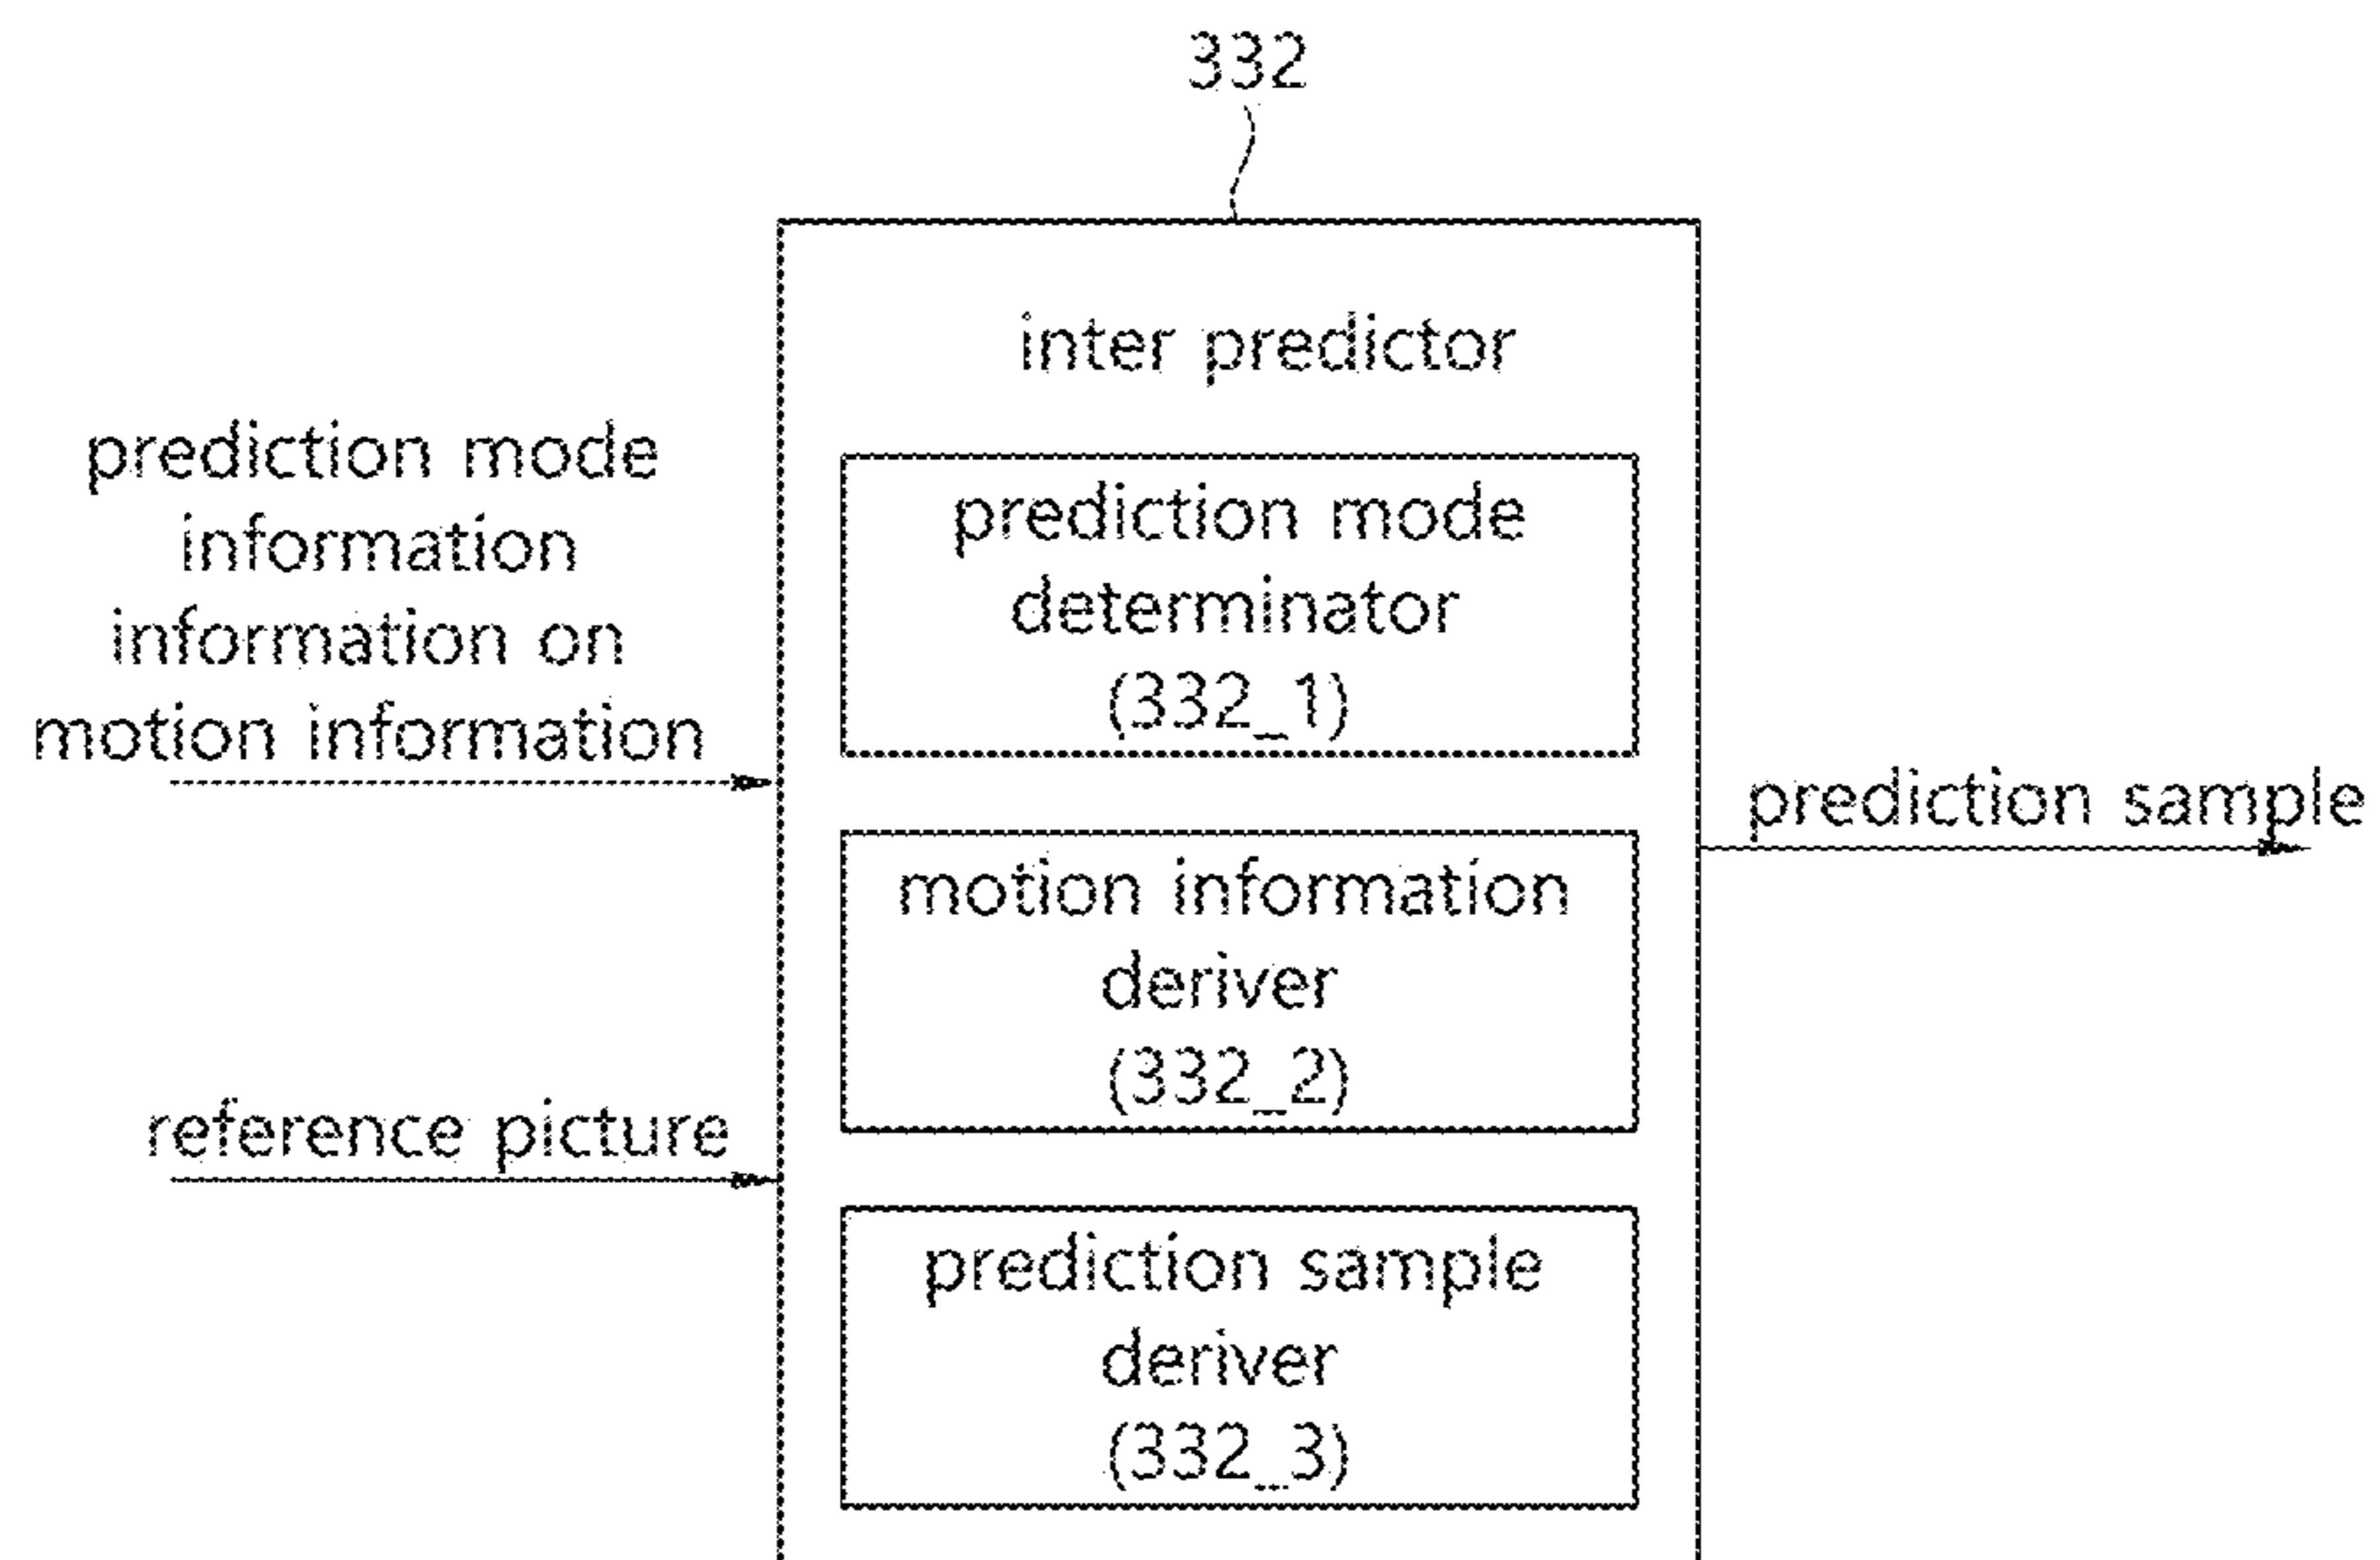 332
inter predictor
prediction mode
information
information on
motion information
reference picture
prediction mode
determinator
(332_1)
motion information
deriver
(332_2)
prediction sample
deriver
(332_3)
prediction sample